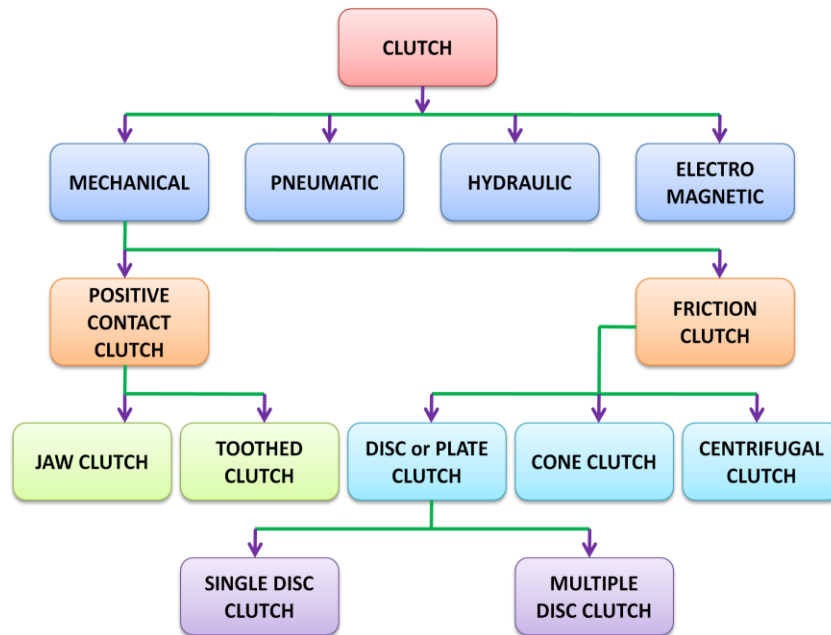 CLUTCH
MECHANICAL
PNEUMATIC
HYDRAULIC
ELECTRO
MAGNETIC
POSITIVE
CONTACT
CLUTCH
FRICTION
CLUTCH
JAW CLUTCH
TOOTHED
CLUTCH
DISC or PLATE
CLUTCH
CONE CLUTCH
CENTRIFUGAL
CLUTCH
SINGLE DISC
CLUTCH
MULTIPLE
DISC CLUTCH